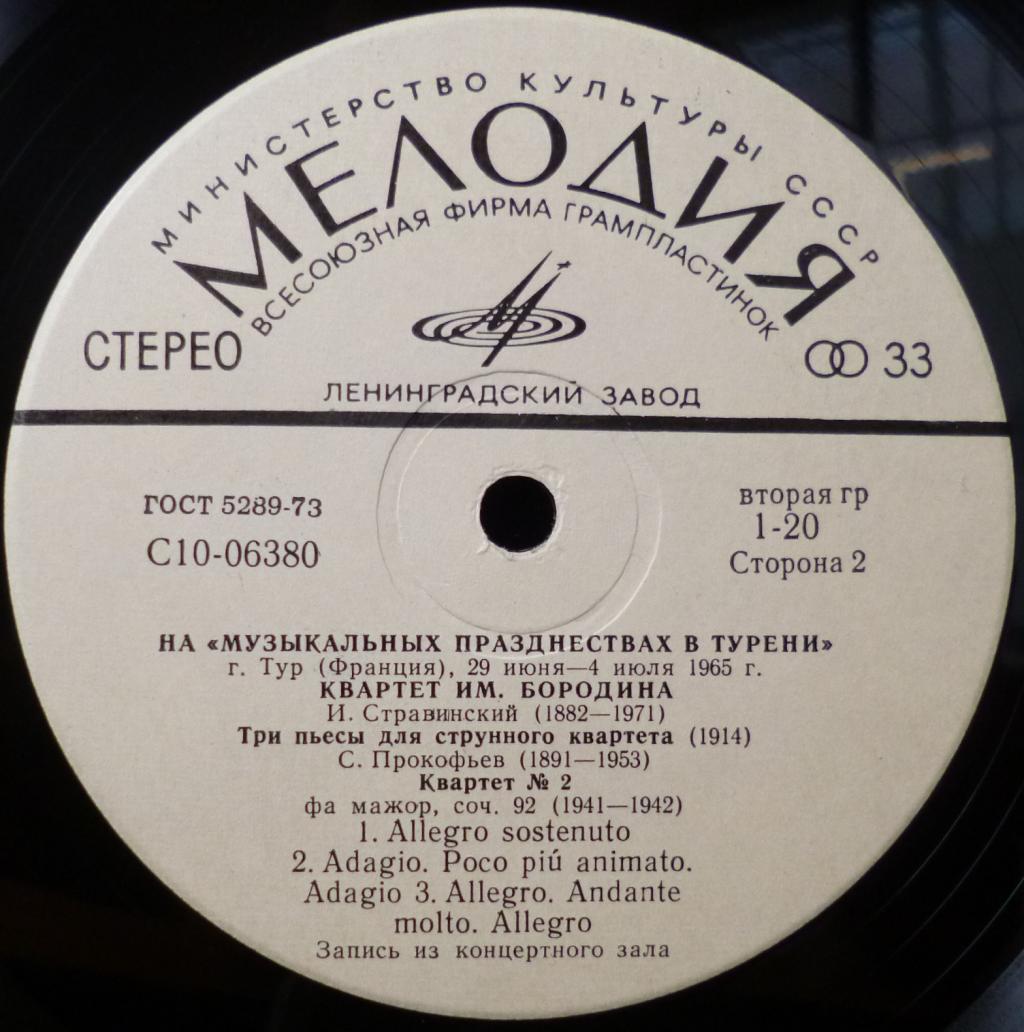 МИНИСТЕРСТВО КУЛЬТУРЫ СССР
МЕЛОДИЯ
ВСЕСОЮЗНАЯ ФИРМА ГРАМПЛАСТИНОК
СТЕРЕО
33
ЛЕНИНГРАДСКИЙ ЗАВОД
ГОСТ 5289-73
С10-06380
вторая гр
1-20
Сторона 2
НА «МУЗЫКАЛЬНЫХ ПРАЗДНЕСТВАХ В ТУРЕНИ»
г. Тур (Франция), 29 июня—4 июля 1965 г.
КВАРТЕТ ИМ. БОРОДИНА
И. Стравинский (1882—1971)
Три пьесы для струнного квартета (1914)
С. Прокофьев (1891—1953)
Квартет № 2
фа мажор, соч. 92 (1941—1942)
1. Allegro sostenuto
2. Adagio. Poco piú animato.
Adagio 3. Allegro. Andante
molto. Allegro
Запись из концертного зала